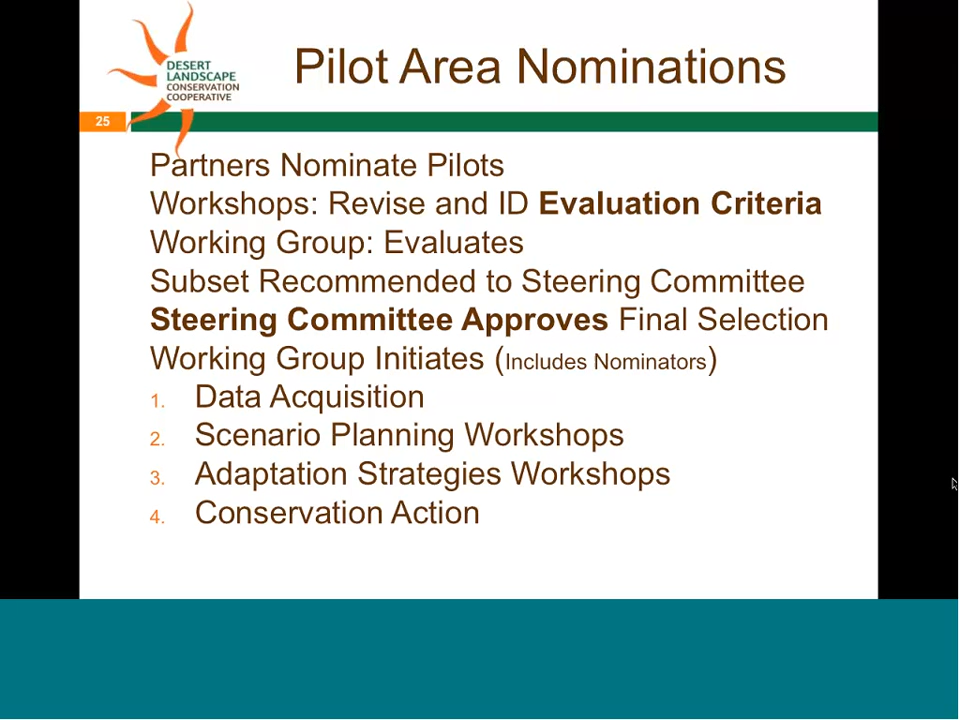 DESERT
LANDSCAPE
CONSERVATION
COOPERATIVE
Pilot Area Nominations
25
Partners Nominate Pilots
Workshops: Revise and ID Evaluation Criteria
Working Group: Evaluates
Subset Recommended to Steering Committee
Steering Committee Approves Final Selection
Working Group Initiates (Includes Nominators)
1. Data Acquisition
2. Scenario Planning Workshops
3. Adaptation Strategies Workshops
4. Conservation Action